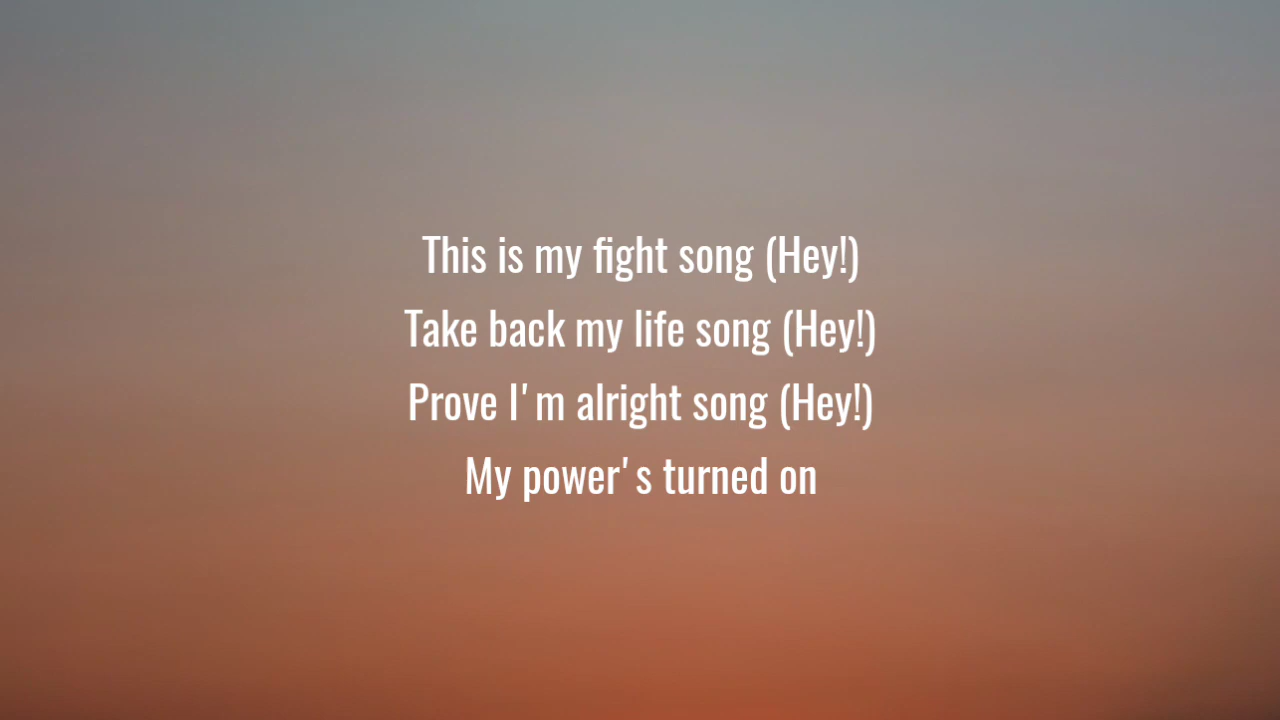 This is my fight song (Hey!)
Take back my life song (Hey!)
Prove I'm alright song (Hey!)
My power's turned on